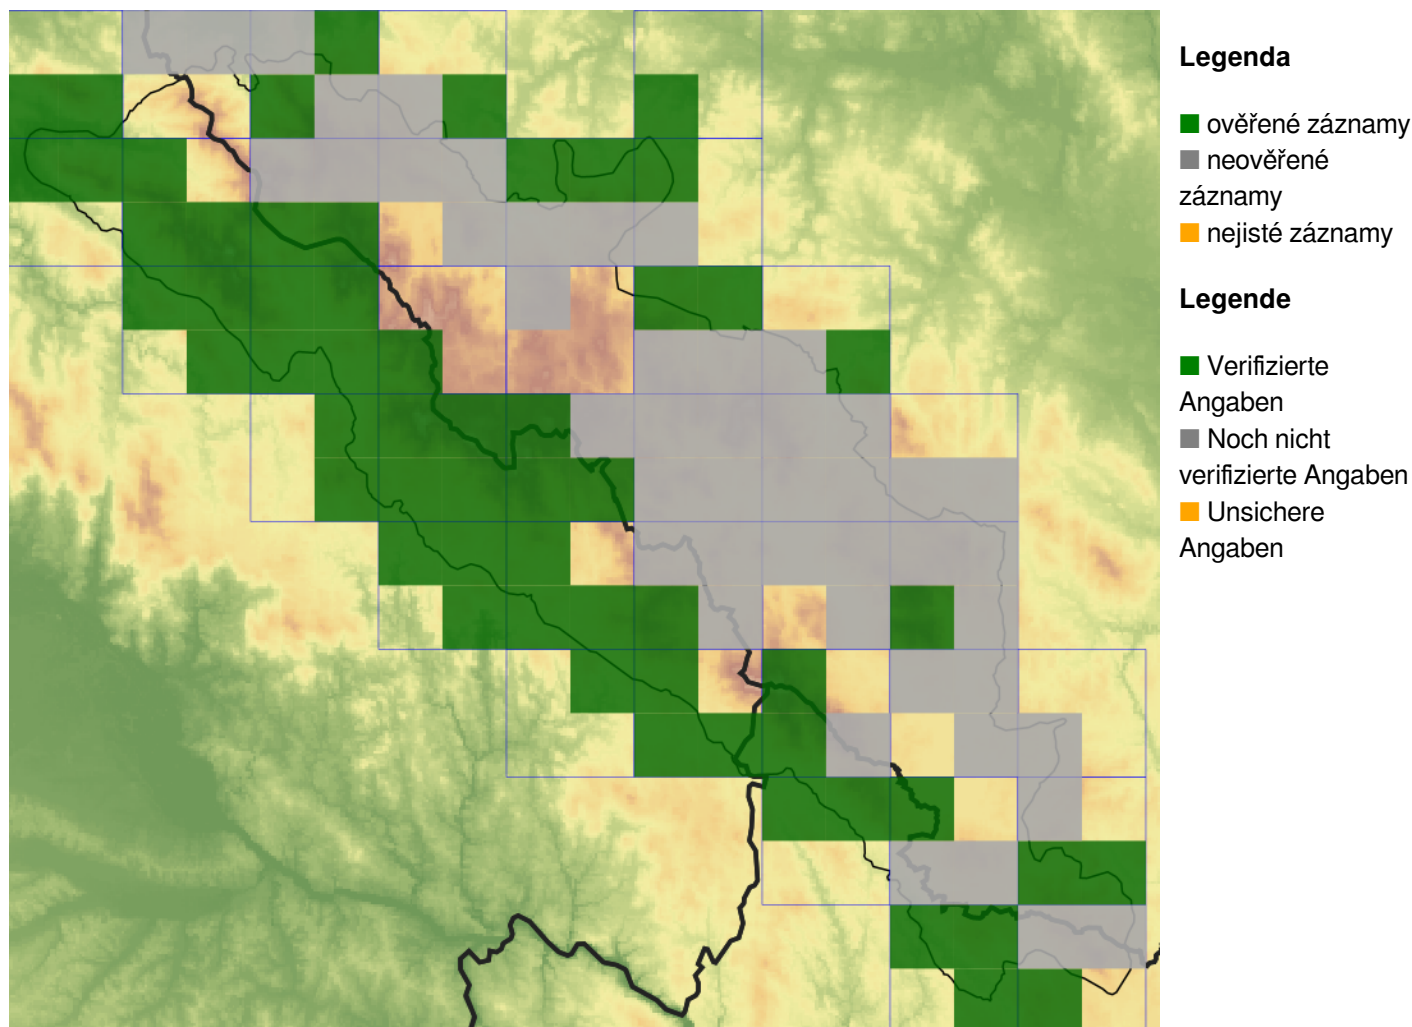 Legenda
ověřené záznamy
neověřené
záznamy
nejisté záznamy
Legende
Verifizierte
Angaben
Noch nicht
verifizierte Angaben
Unsichere
Angaben